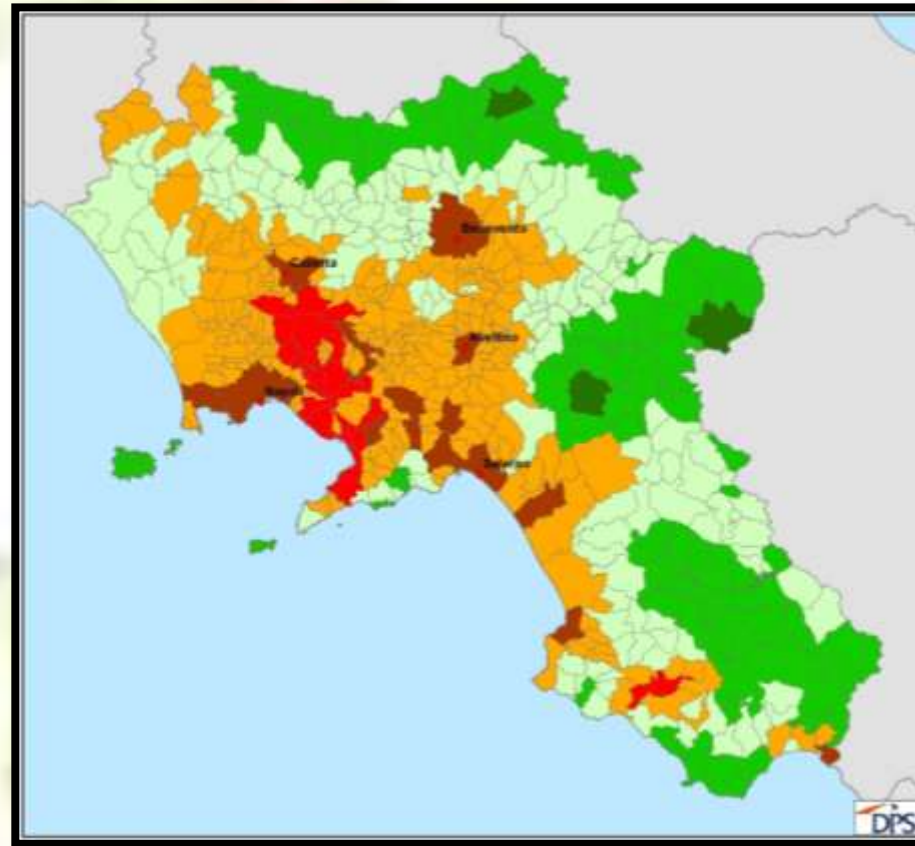 Benevento
Caserta
Avellino
Napoli
Salerno
DPS